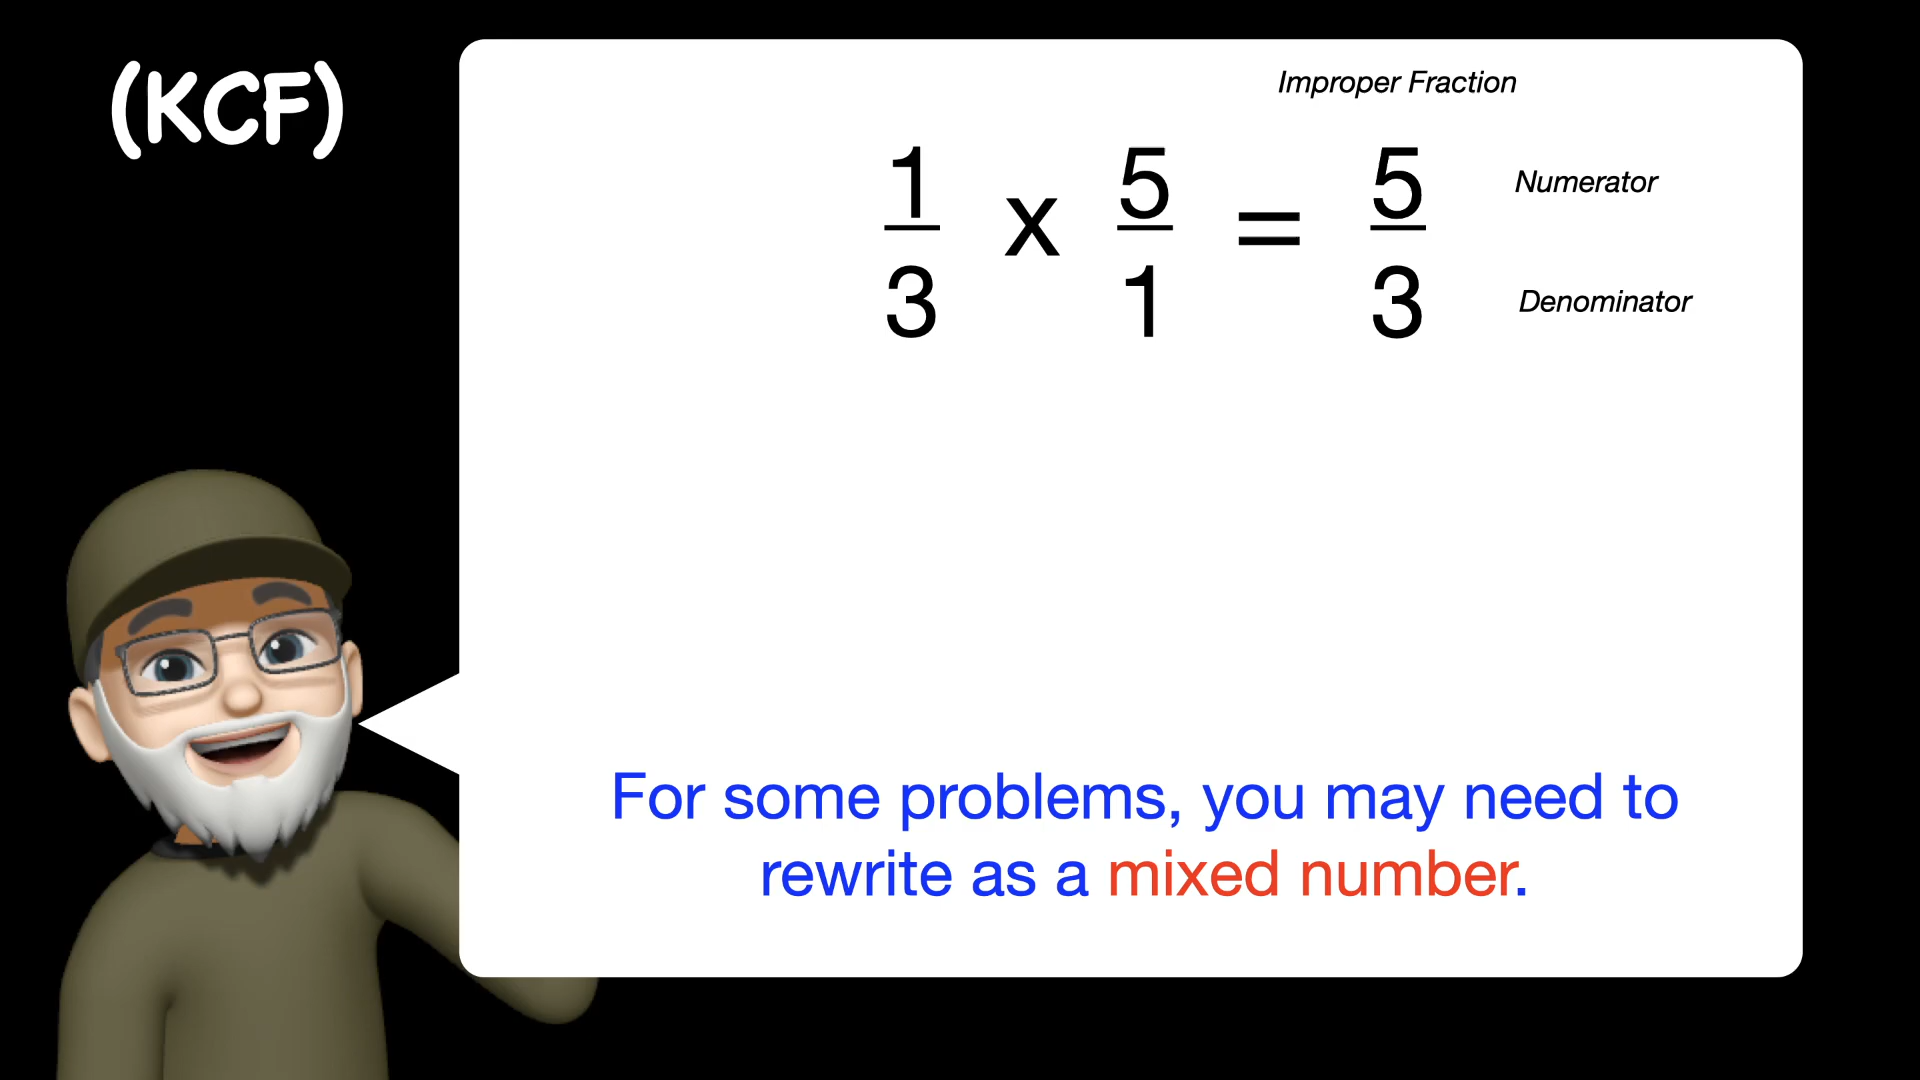 (KCF)
Improper Fraction
1/3 x 5/1 = 5/3
Numerator
Denominator
For some problems, you may need to
rewrite as a mixed number.